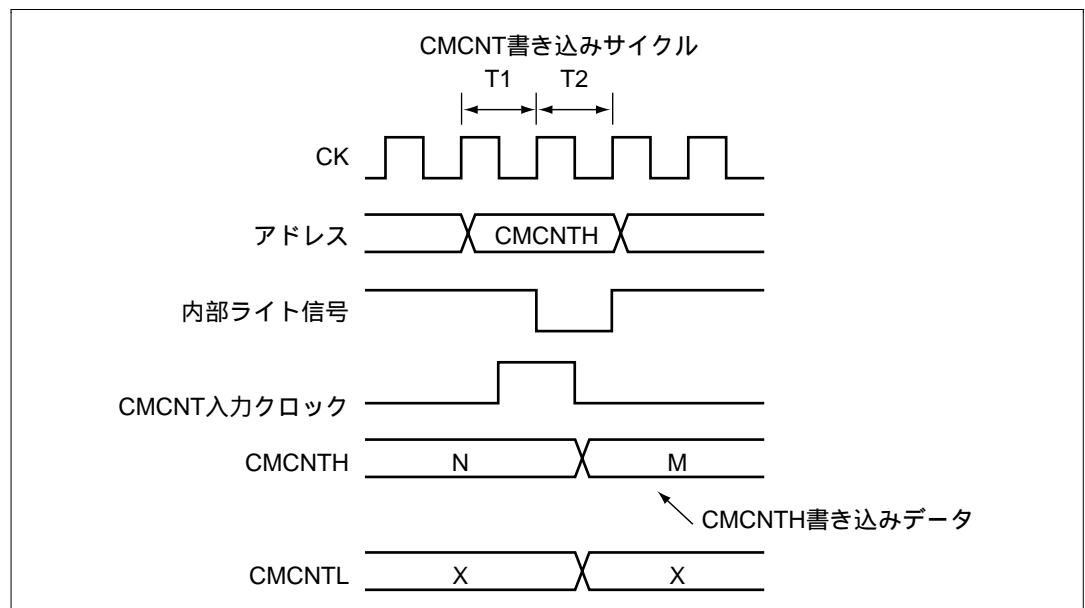 CMCNT書き込みサイクル
T1 T2
CK
アドレス CMCNTH
内部ライト信号
CMCNT入力クロック
CMCNTH N M
CMCNTH書き込みデータ
CMCNTL X X